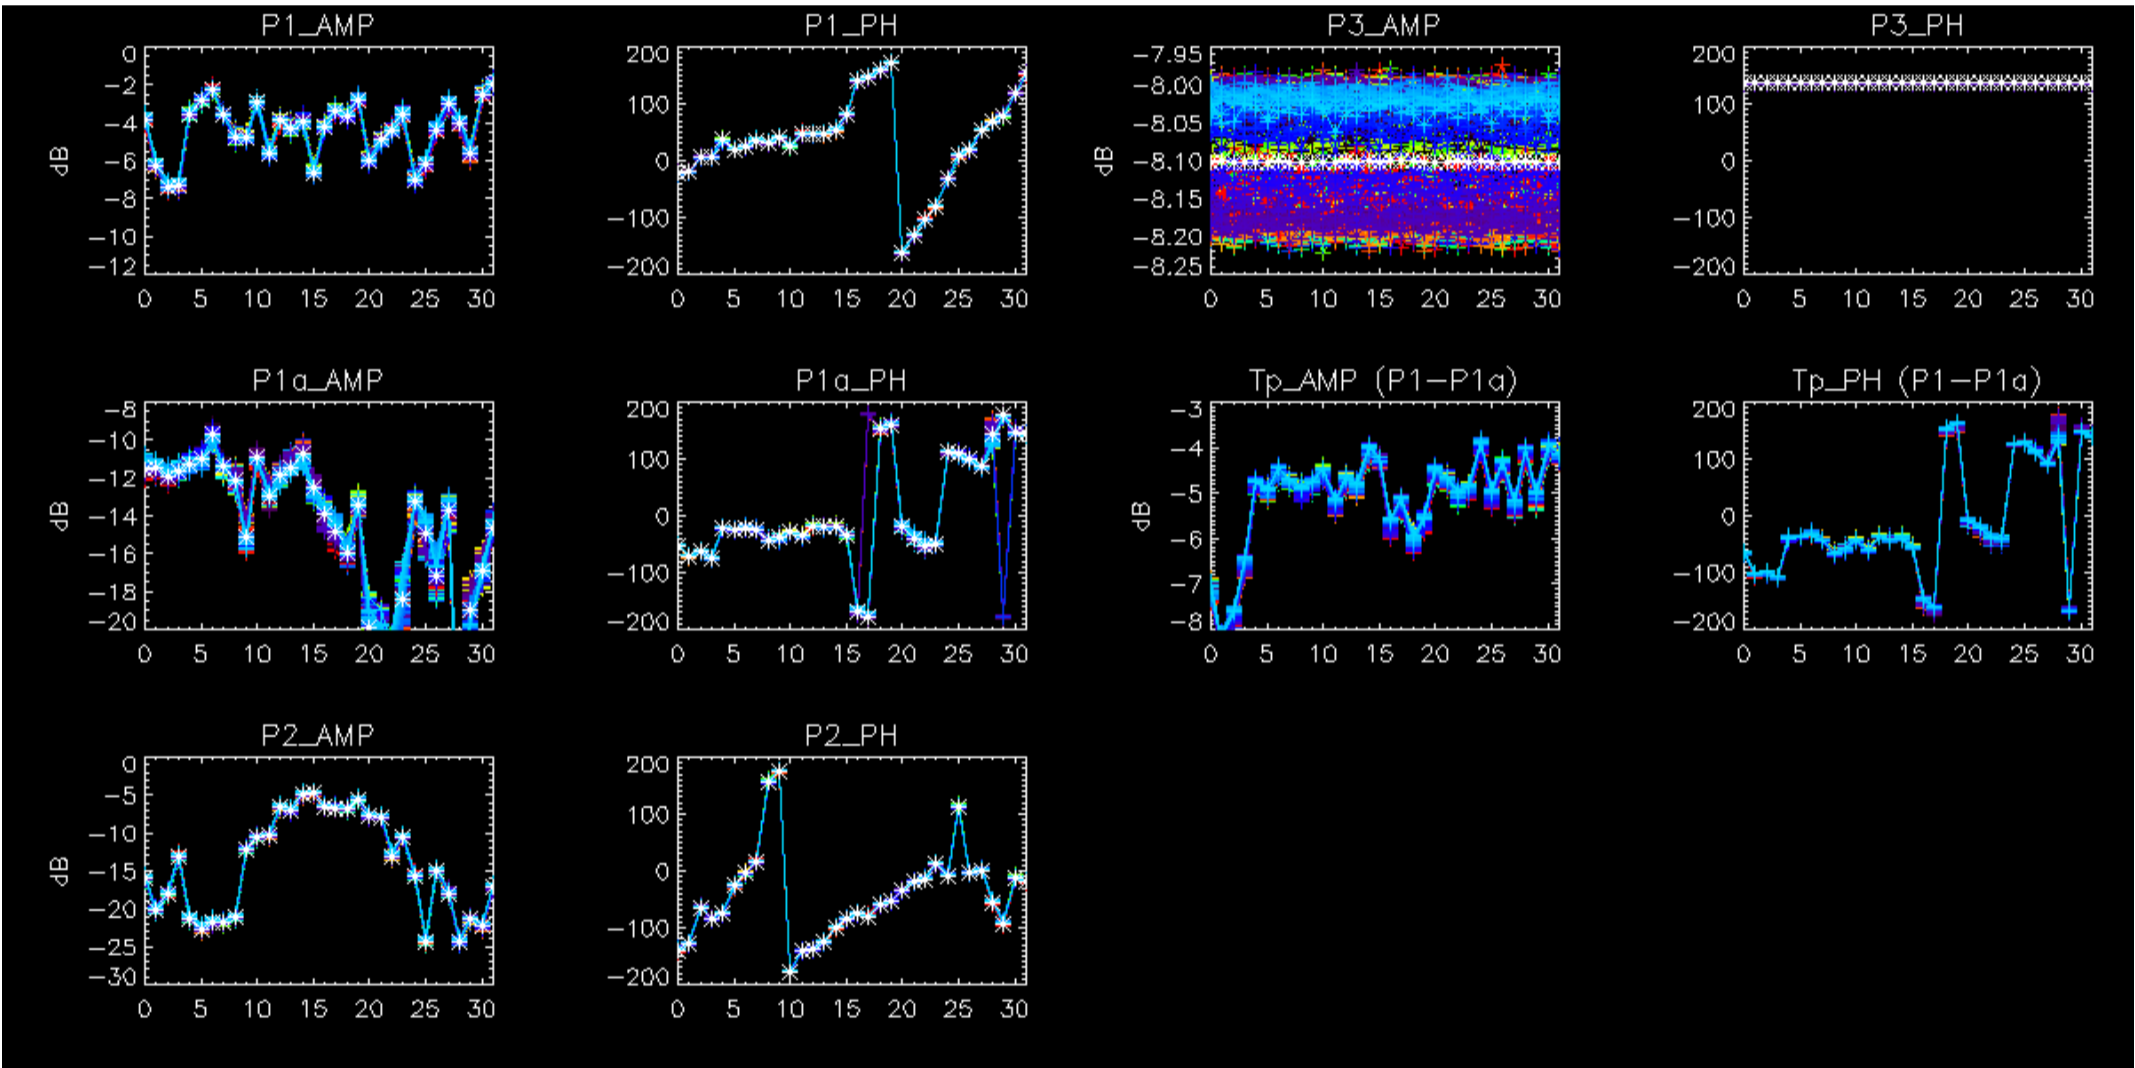 P1_AMP
0
−2
−4
−6
−8
−10
−12
dB
0 5 10 15 20 25 30
P1_PH
200
100
0
−100
−200
0 5 10 15 20 25 30
P3_AMP
−7.95
−8.00
−8.05
−8.10
−8.15
−8.20
−8.25
dB
0 5 10 15 20 25 30
P3_PH
200
100
0
−100
−200
0 5 10 15 20 25 30
P1a_AMP
−8
−10
−12
−14
−16
−18
−20
dB
0 5 10 15 20 25 30
P1a_PH
200
100
0
−100
−200
0 5 10 15 20 25 30
Tp_AMP (P1−P1a)
−3
−4
−5
−6
−7
−8
dB
0 5 10 15 20 25 30
Tp_PH (P1−P1a)
200
100
0
−100
−200
0 5 10 15 20 25 30
P2_AMP
0
−5
−10
−15
−20
−25
−30
dB
0 5 10 15 20 25 30
P2_PH
200
100
0
−100
−200
0 5 10 15 20 25 30